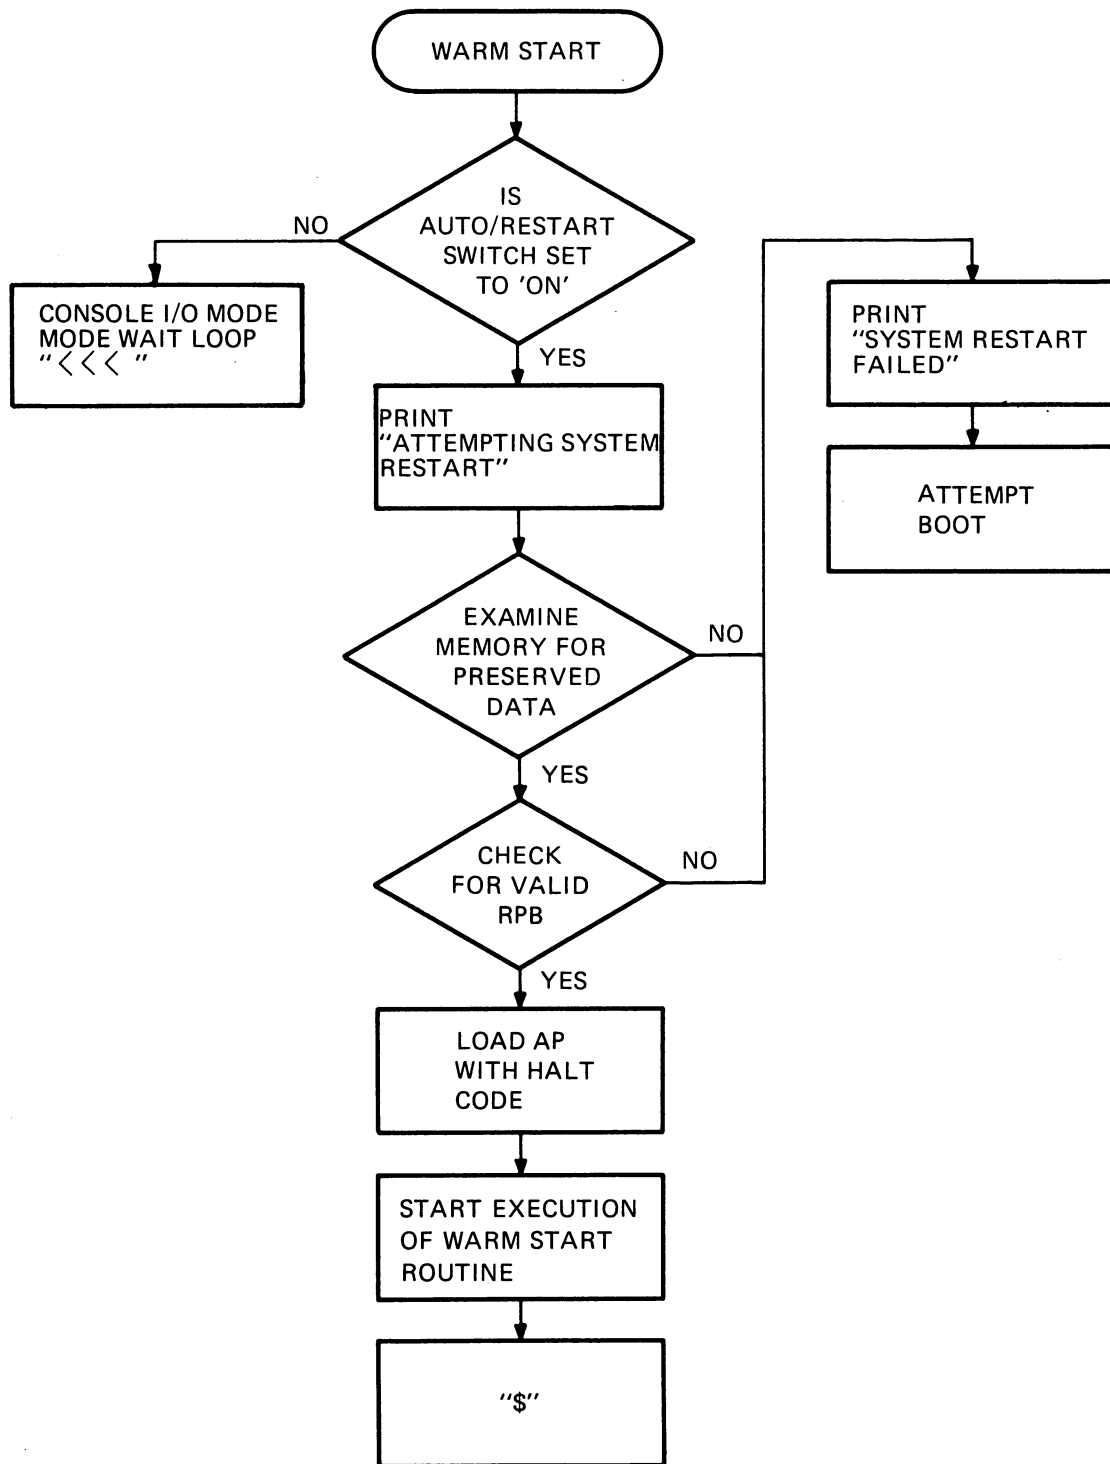 WARM START
IS
AUTO/RESTART
SWITCH SET
TO 'ON'
NO
YES
CONSOLE I/O MODE
MODE WAIT LOOP
"<<< "
PRINT
"ATTEMPTING SYSTEM
RESTART"
PRINT
"SYSTEM RESTART
FAILED"
ATTEMPT
BOOT
EXAMINE
MEMORY FOR
PRESERVED
DATA
NO
YES
CHECK
FOR VALID
RPB
NO
YES
LOAD AP
WITH HALT
CODE
START EXECUTION
OF WARM START
ROUTINE
"$"